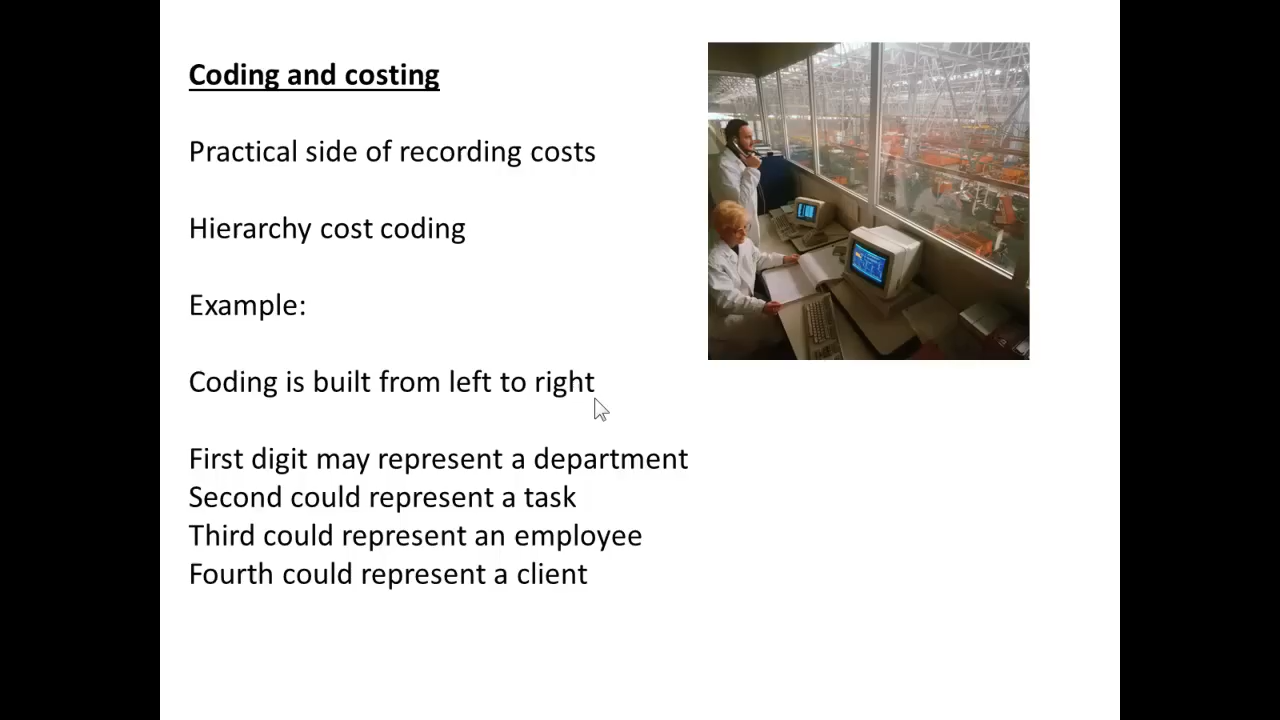 Coding and costing
Practical side of recording costs
Hierarchy cost coding
Example:
Coding is built from left to right
First digit may represent a department
Second could represent a task
Third could represent an employee
Fourth could represent a client